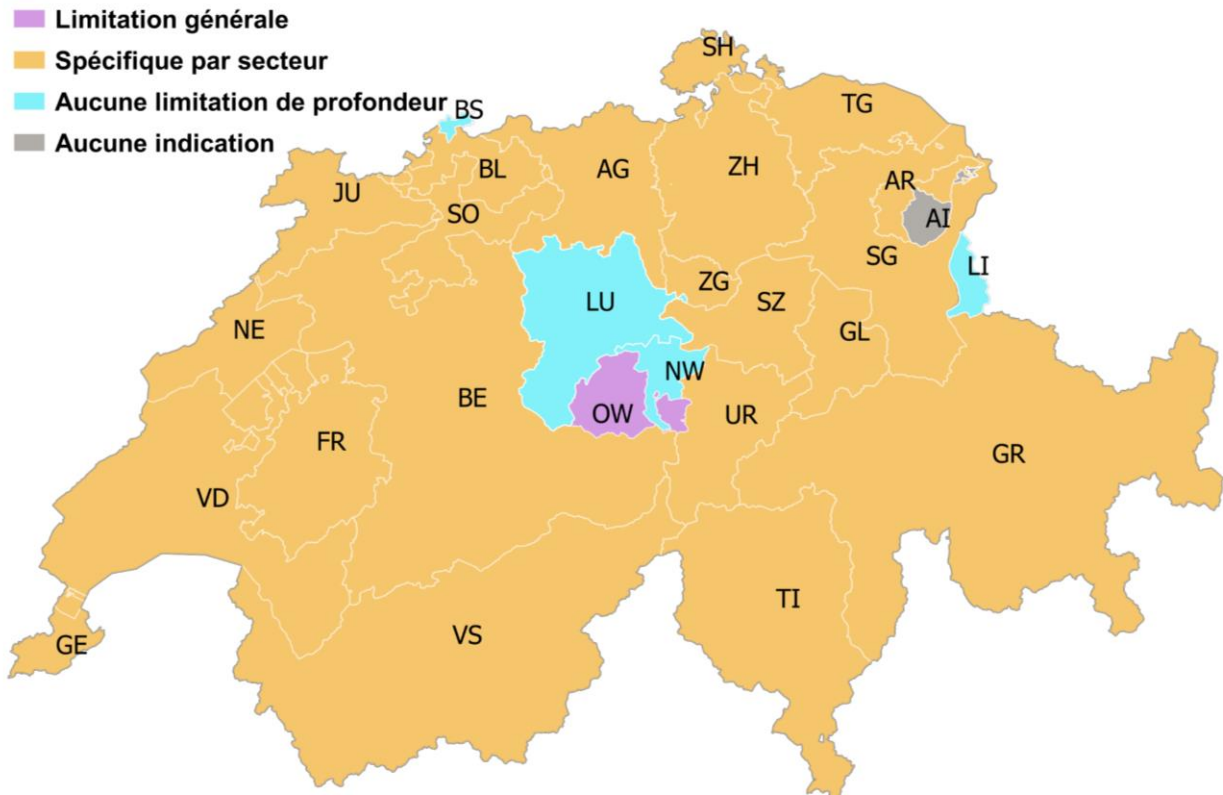 Limitation générale
Spécifique par secteur
Aucune limitation de profondeur
Aucune indication
SH
BS
TG
BL
AG
ZH
JU
AR
SO
AI
SG
LI
ZG
LU
SZ
NE
GL
NW
BE
OW
UR
FR
GR
VD
TI
VS
GE